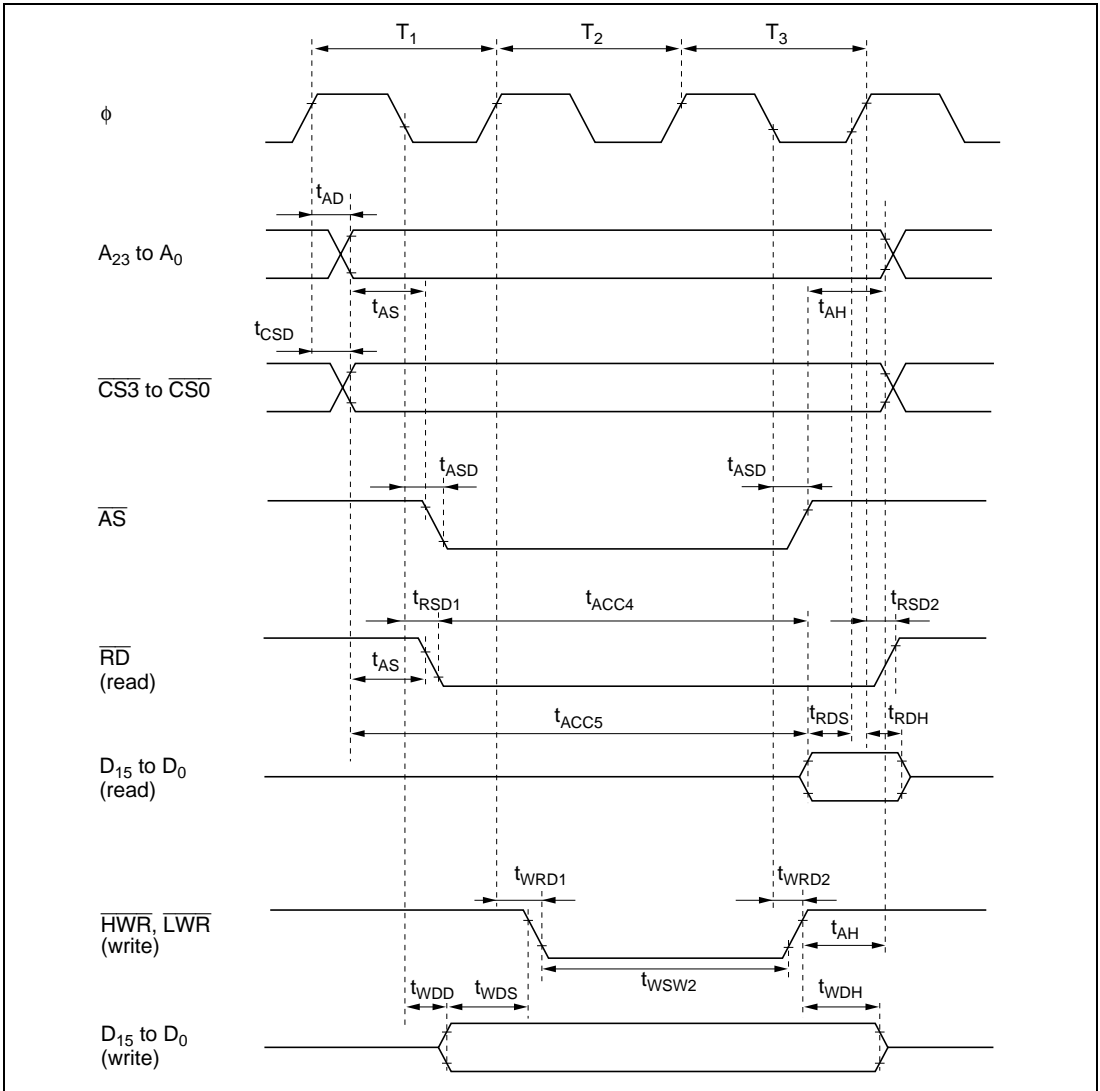 T1 T2 T3
ϕ
tAD
A23 to A0
tAS tAH
tCSD
CS3 to CS0
tASD tASD
AS
tRSD1 tACC4 tRSD2
RD
(read)
tAS
tACC5 tRDS tRDH
D15 to D0
(read)
tWRD1 tWRD2
HWR, LWR
(write)
tAH
tWSW2
tWDD tWDS tWDH
D15 to D0
(write)